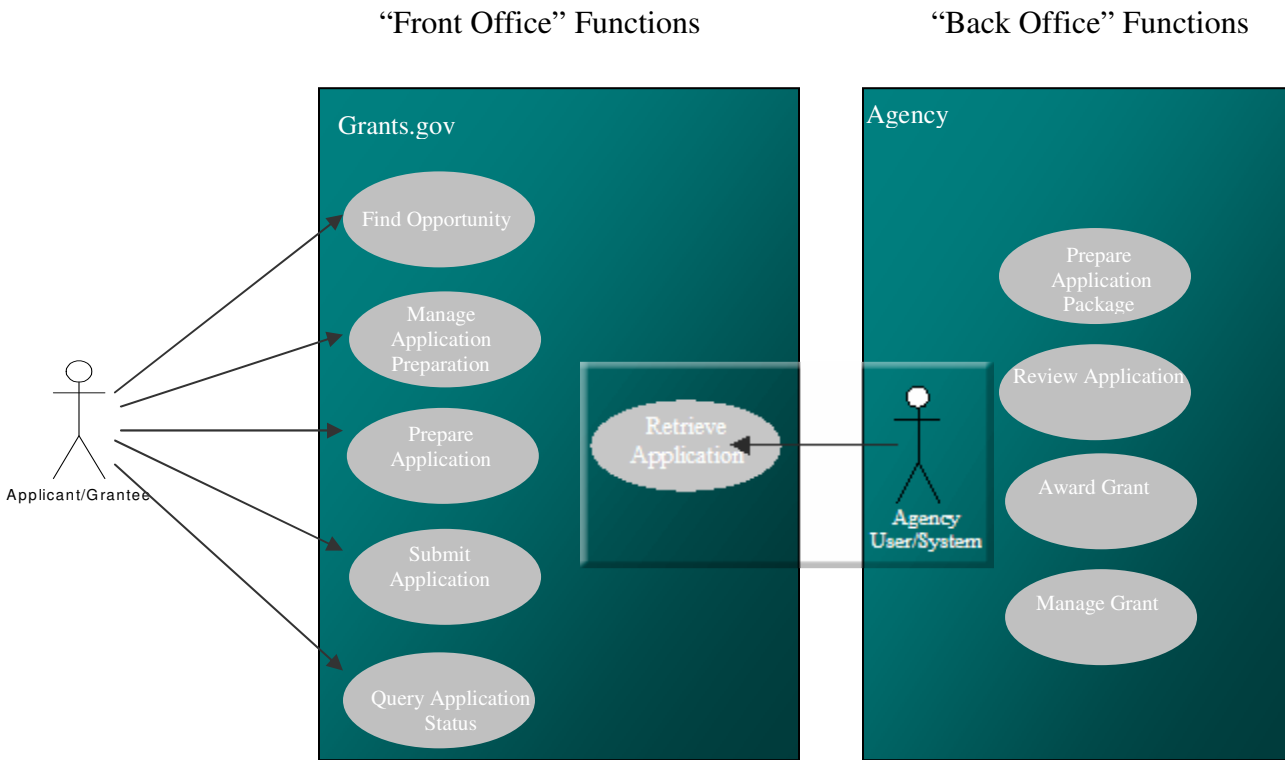 “Front Office” Functions
“Back Office” Functions
Grants.gov
Find Opportunity
Manage
Application
Preparation
Prepare
Application
Submit
Application
Query Application
Status
Applicant/Grantee
Retrieve
Application
Agency
Agency
User/System
Prepare
Application
Package
Review Application
Award Grant
Manage Grant